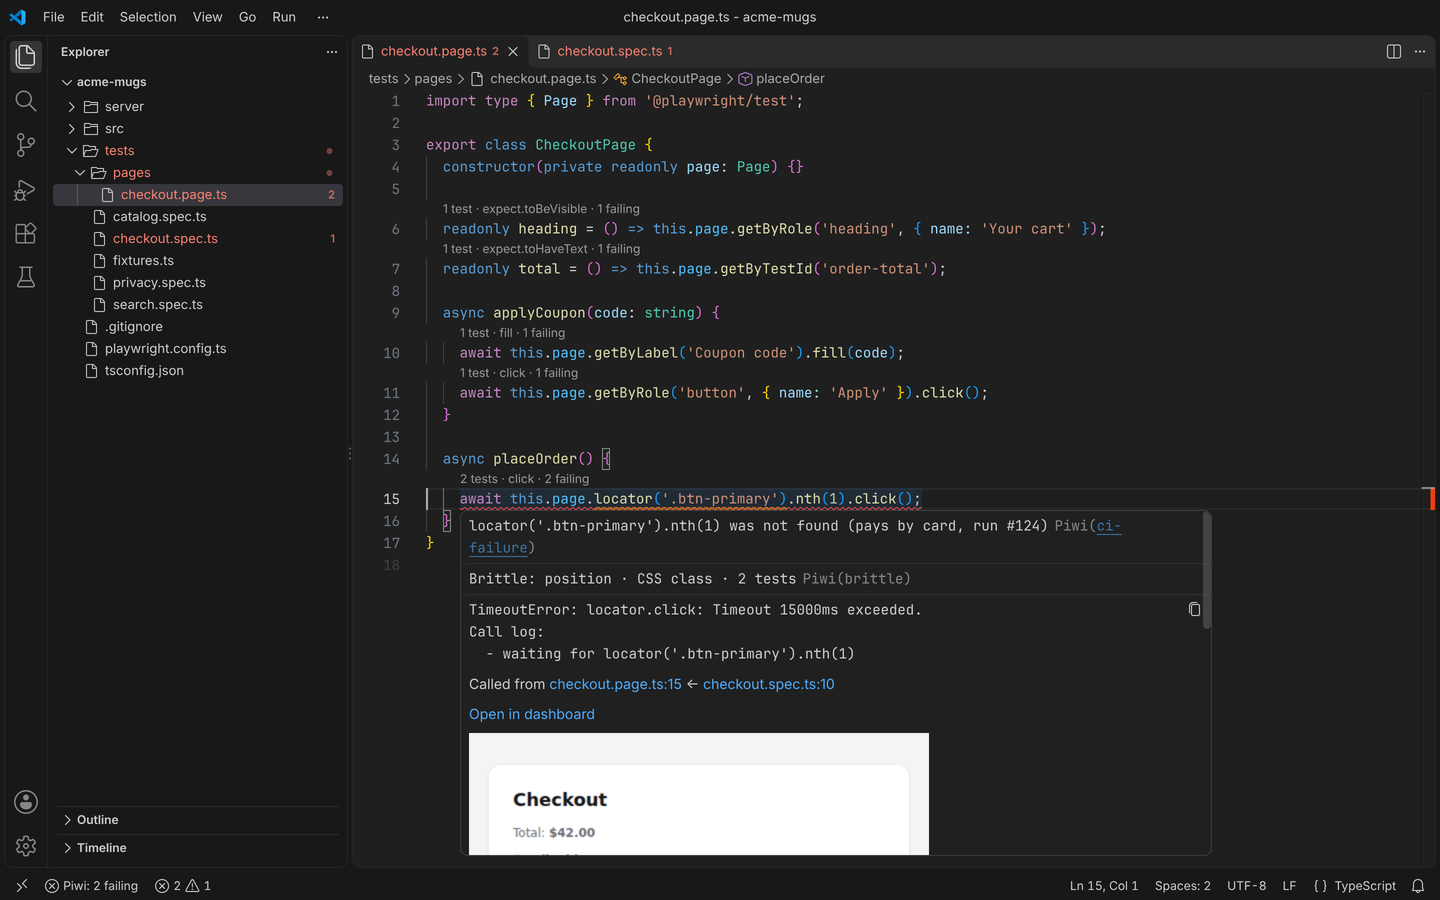 File Edit Selection View Go Run ···
checkout.page.ts - acme-mugs
Explorer
acme-mugs
server
src
tests
pages
checkout.page.ts 2
catalog.spec.ts
checkout.spec.ts 1
fixtures.ts
privacy.spec.ts
search.spec.ts
.gitignore
playwright.config.ts
tsconfig.json
Outline
Timeline
checkout.page.ts 2
checkout.spec.ts 1
tests > pages > checkout.page.ts > CheckoutPage > placeOrder
1 import type { Page } from '@playwright/test';
2
3 export class CheckoutPage {
4 constructor(private readonly page: Page) {}
5
1 test · expect.toBeVisible · 1 failing
6 readonly heading = () => this.page.getByRole('heading', { name: 'Your cart' });
1 test · expect.toHaveText · 1 failing
7 readonly total = () => this.page.getByTestId('order-total');
8
9 async applyCoupon(code: string) {
1 test · fill · 1 failing
10 await this.page.getByLabel('Coupon code').fill(code);
1 test · click · 1 failing
11 await this.page.getByRole('button', { name: 'Apply' }).click();
12 }
13
14 async placeOrder() {
2 tests · click · 2 failing
15 await this.page.locator('.btn-primary').nth(1).click();
16 }
17 }
18
locator('.btn-primary').nth(1) was not found (pays by card, run #124) Piwi(ci-
failure)
Brittle: position · CSS class · 2 tests Piwi(brittle)
TimeoutError: locator.click: Timeout 15000ms exceeded.
Call log:
- waiting for locator('.btn-primary').nth(1)
Called from checkout.page.ts:15 ← checkout.spec.ts:10
Open in dashboard
Checkout
Total: $42.00
Piwi: 2 failing 2 1
Ln 15, Col 1 Spaces: 2 UTF-8 LF { } TypeScript